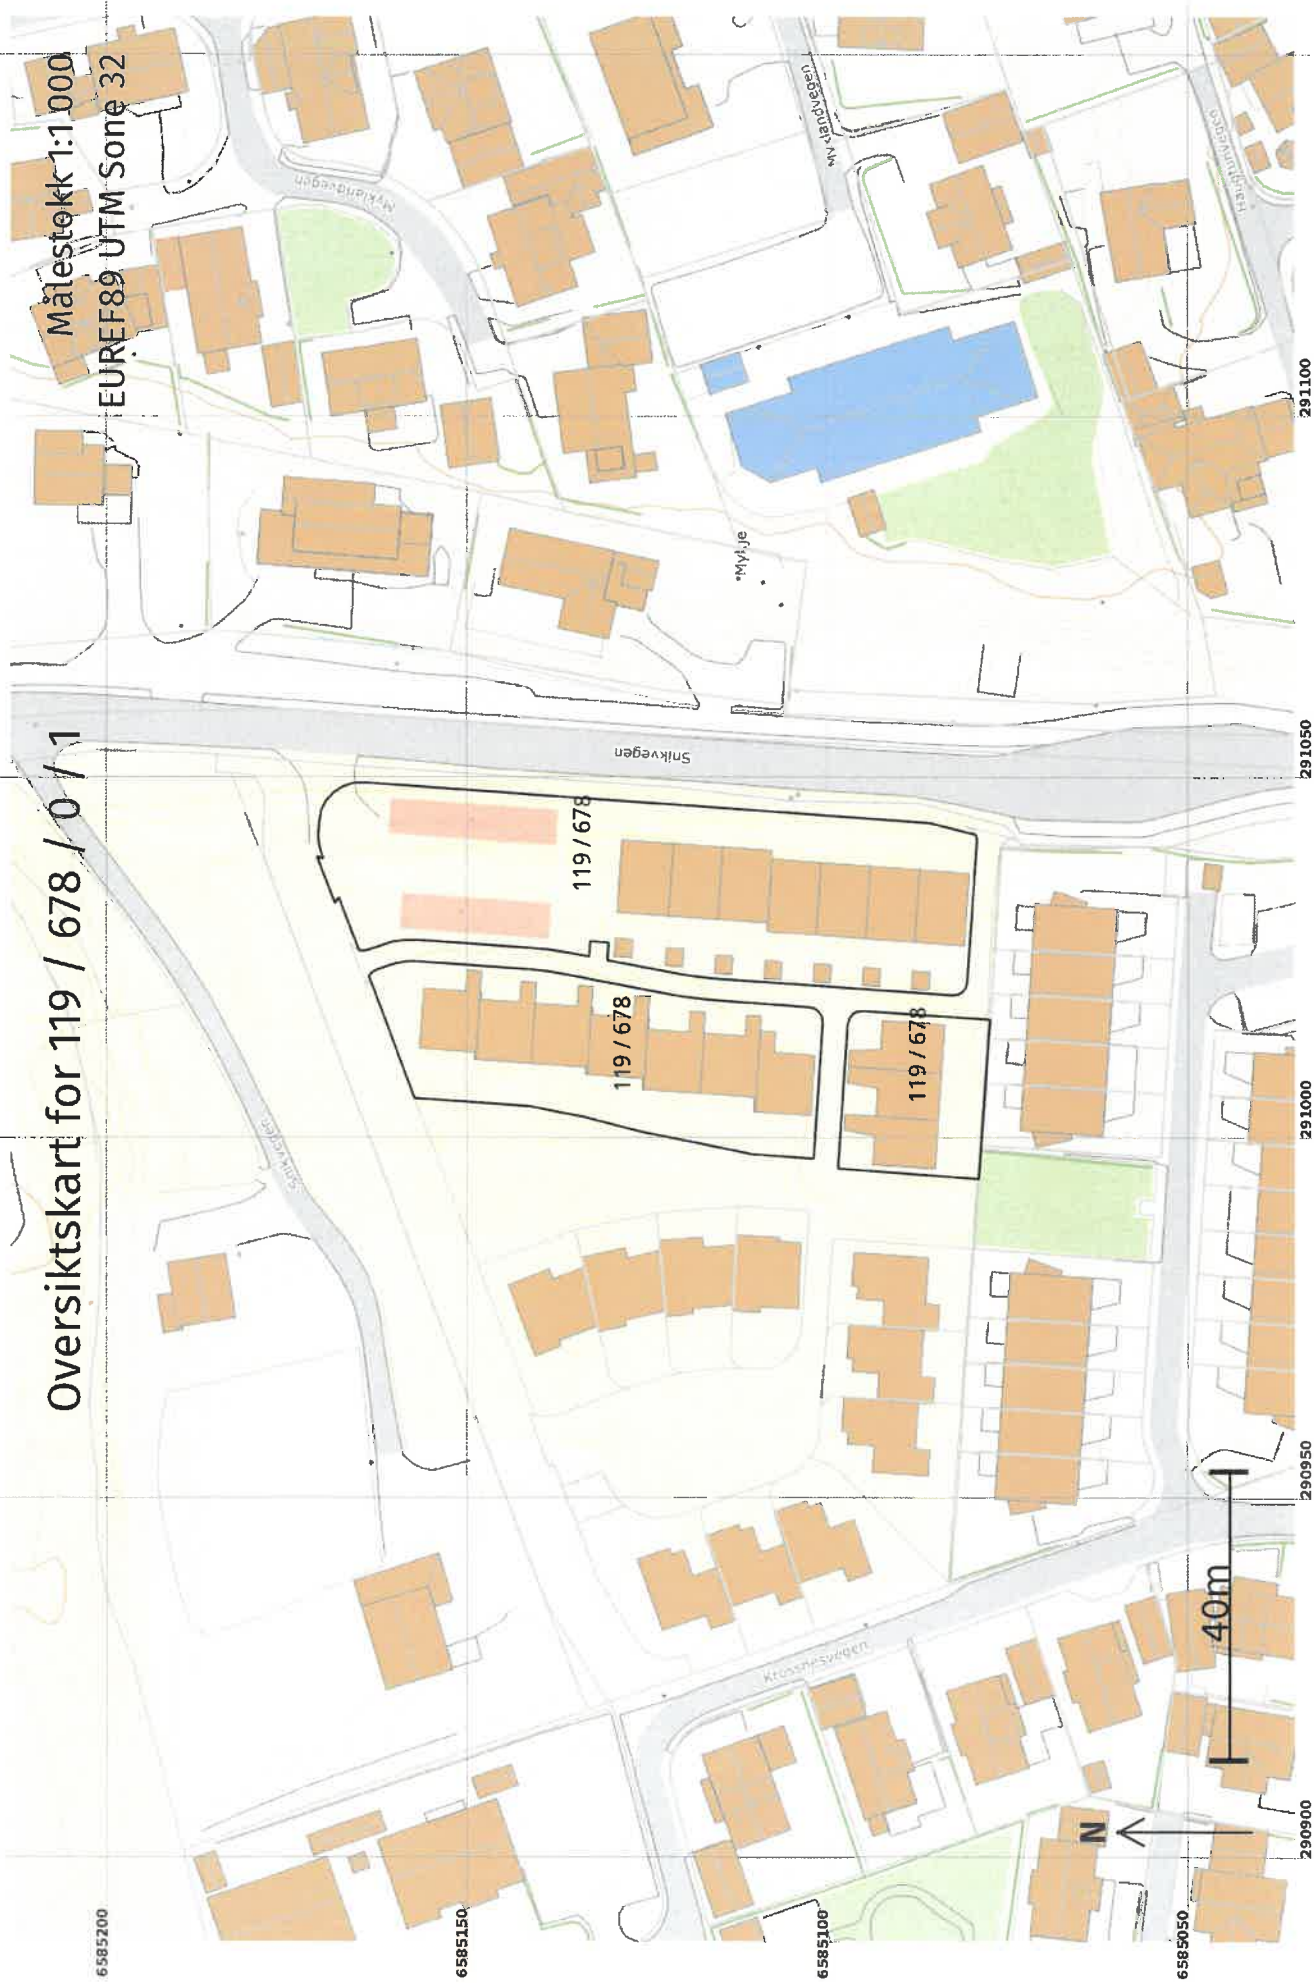 Oversiktskart for 119 / 678 / 0 / 1
Målestokk 1:1 000
EUREF89 UTM Sone 32
Snikvegen
Snikvegen
Myklandvegen
Myklandvegen
Haugtunvegen
Krossnesvegen
119 / 678
119 / 678
119 / 678
40m
N
6585200
6585150
6585100
6585050
290900
290950
291000
291050
291100